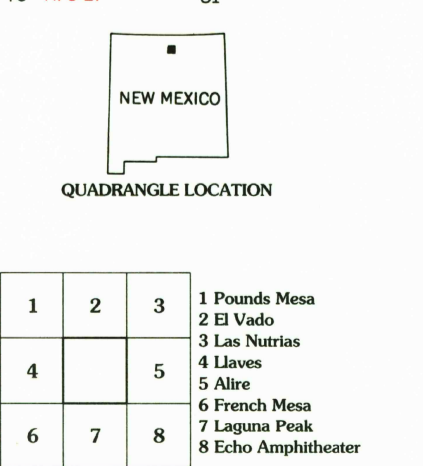 NEW MEXICO
QUADRANGLE LOCATION
1 2 3
4 5
6 7 8
1 Pounds Mesa
2 El Vado
3 Las Nutrias
4 Llaves
5 Alire
6 French Mesa
7 Laguna Peak
8 Echo Amphitheater